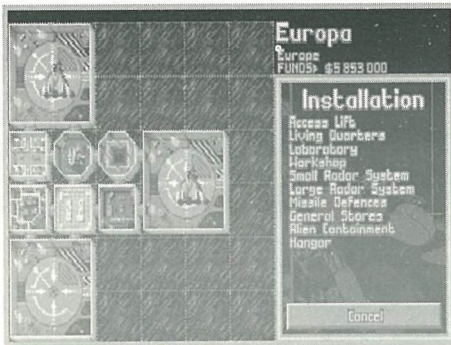 Europa
Europe
FUNDS> $5 853 000
Installation
Access Lift
Living Quarters
Laboratory
Workshop
Small Radar System
Large Radar System
Missile Defences
General Stores
Alien Containment
Hangar
Cancel